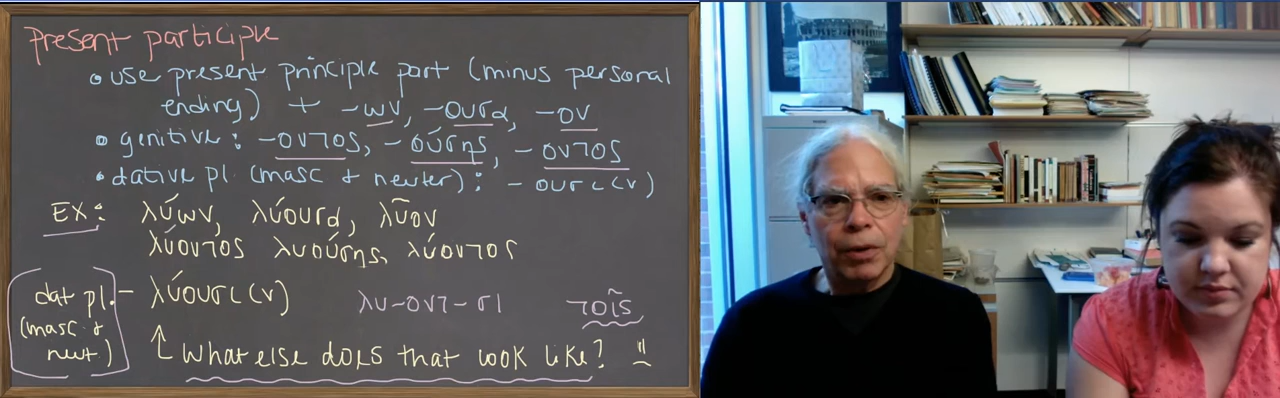 present participle
• use present principle part (minus personal
ending) + -ων, -ουσα, -ον
• genitive: -οντος, -ούσης, -οντος
• dative pl. (masc + neuter): -ουσι(ν)
EX: λύων, λύουσα, λῦον
λύοντος λυούσης, λύοντος
dat pl. - λύουσι(ν) λυ-οντ-σι τοῖς
(masc. +
neut.) What else does that look like?